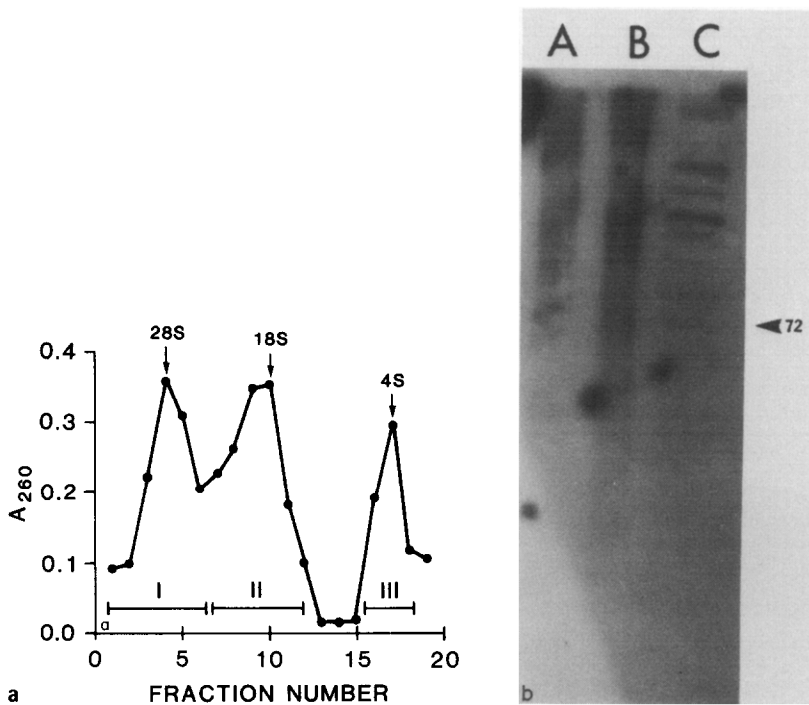 A B C
72
28S
18S
4S
0.4
0.3
0.2
0.1
0.0
A260
I II III
a
0 5 10 15 20
FRACTION NUMBER
a
b